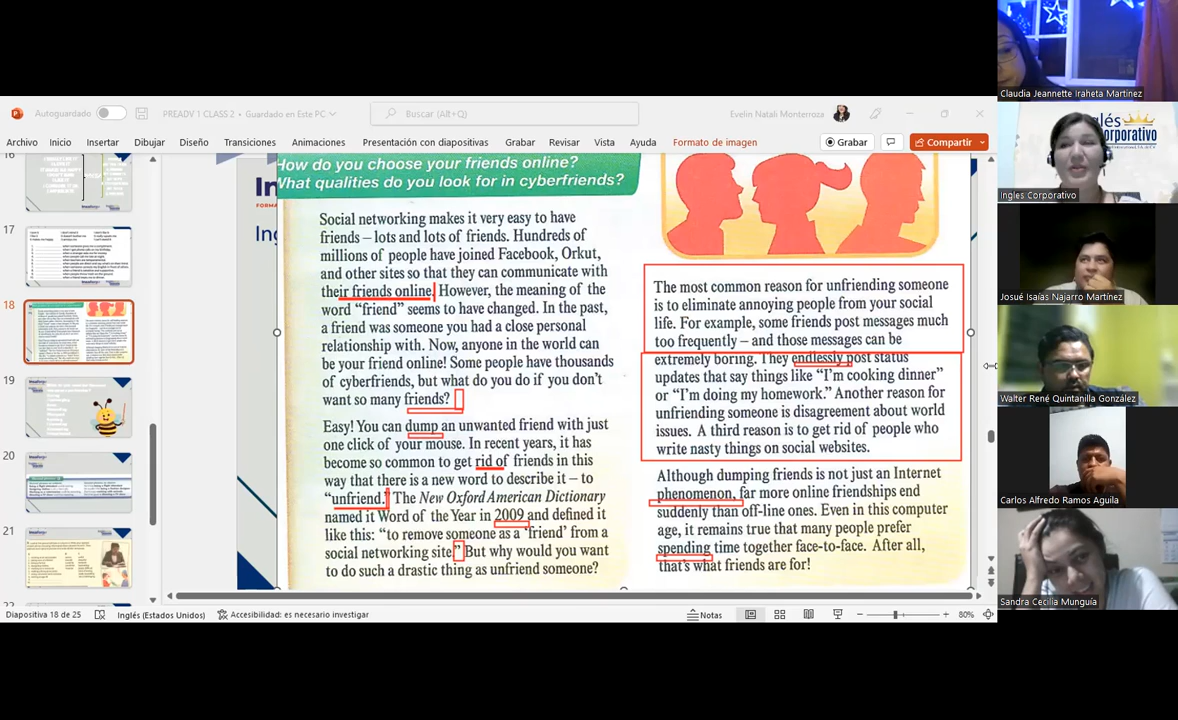 Autoguardado
PREADV 1 CLASS 2 • Guardado en Este PC
Buscar (Alt+Q)
Evelin Natali Monterroza
Archivo Inicio Insertar Dibujar Diseño Transiciones Animaciones Presentación con diapositivas Grabar Revisar Vista Ayuda Formato de imagen
Grabar
Compartir
16
17
18
19
20
21
22
How do you choose your friends online?
What qualities do you look for in cyberfriends?
Social networking makes it very easy to have
friends – lots and lots of friends. Hundreds of
millions of people have joined Facebook, Orkut,
and other sites so that they can communicate with
their friends online. However, the meaning of the
word “friend” seems to have changed. In the past,
a friend was someone you had a close personal
relationship with. Now, anyone in the world can
be your friend online! Some people have thousands
of cyberfriends, but what do you do if you don’t
want so many friends?
Easy! You can dump an unwanted friend with just
one click of your mouse. In recent years, it has
become so common to get rid of friends in this
way that there is a new word to describe it – to
“unfriend.” The New Oxford American Dictionary
named it Word of the Year in 2009 and defined it
like this: “to remove someone as a ‘friend’ from a
social networking site.” But why would you want
to do such a drastic thing as unfriend someone?
The most common reason for unfriending someone
is to eliminate annoying people from your social
life. For example, some friends post messages much
too frequently – and those messages can be
extremely boring. They endlessly post status
updates that say things like “I’m cooking dinner”
or “I’m doing my homework.” Another reason for
unfriending someone is disagreement about world
issues. A third reason is to get rid of people who
write nasty things on social websites.
Although dumping friends is not just an Internet
phenomenon, far more online friendships end
suddenly than off-line ones. Even in this computer
age, it remains true that many people prefer
spending time together face-to-face. After all,
that’s what friends are for!
Diapositiva 18 de 25
Inglés (Estados Unidos)
Accesibilidad: es necesario investigar
Notas
80%
Claudia Jeannette Iraheta Martinez
Ingles Corporativo
Josué Isaías Najarro Martínez
Walter René Quintanilla González
Carlos Alfredo Ramos Aguila
Sandra Cecilia Munguía